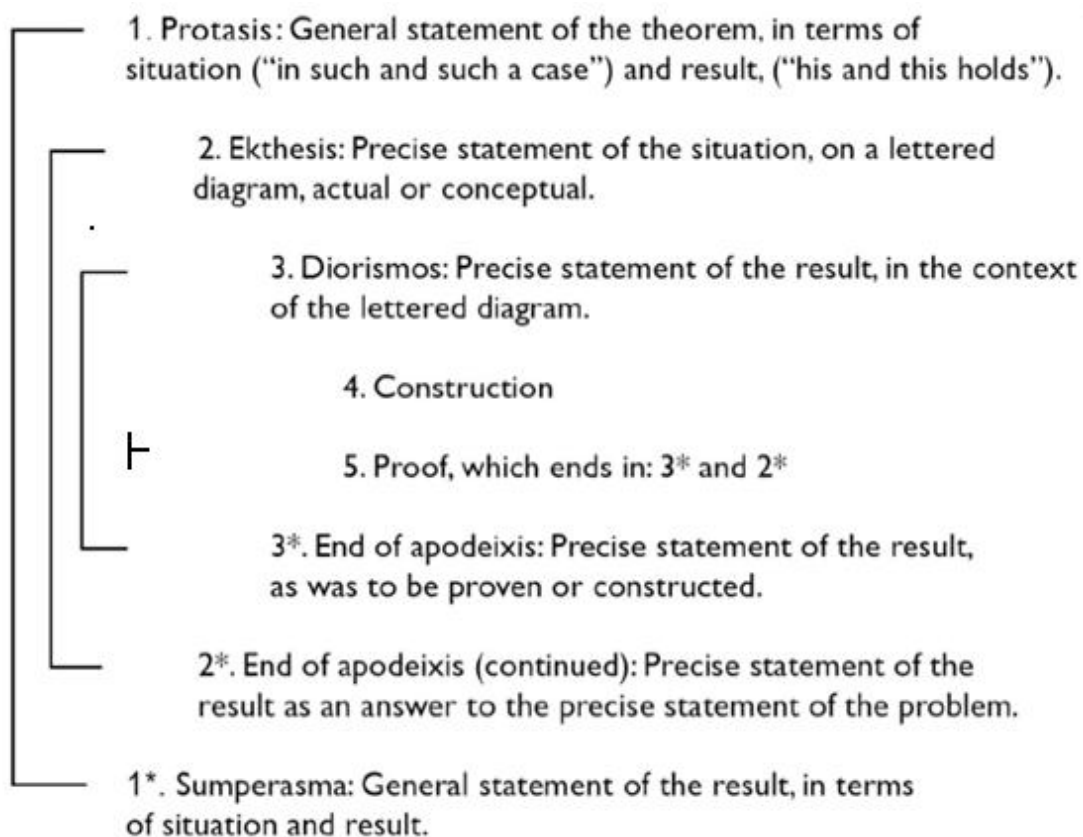 1. Protasis: General statement of the theorem, in terms of
situation (“in such and such a case”) and result, (“his and this holds”).
2. Ekthesis: Precise statement of the situation, on a lettered
diagram, actual or conceptual.
3. Diorismos: Precise statement of the result, in the context
of the lettered diagram.
4. Construction
5. Proof, which ends in: 3* and 2*
3*. End of apodeixis: Precise statement of the result,
as was to be proven or constructed.
2*. End of apodeixis (continued): Precise statement of the
result as an answer to the precise statement of the problem.
1*. Sumperasma: General statement of the result, in terms
of situation and result.